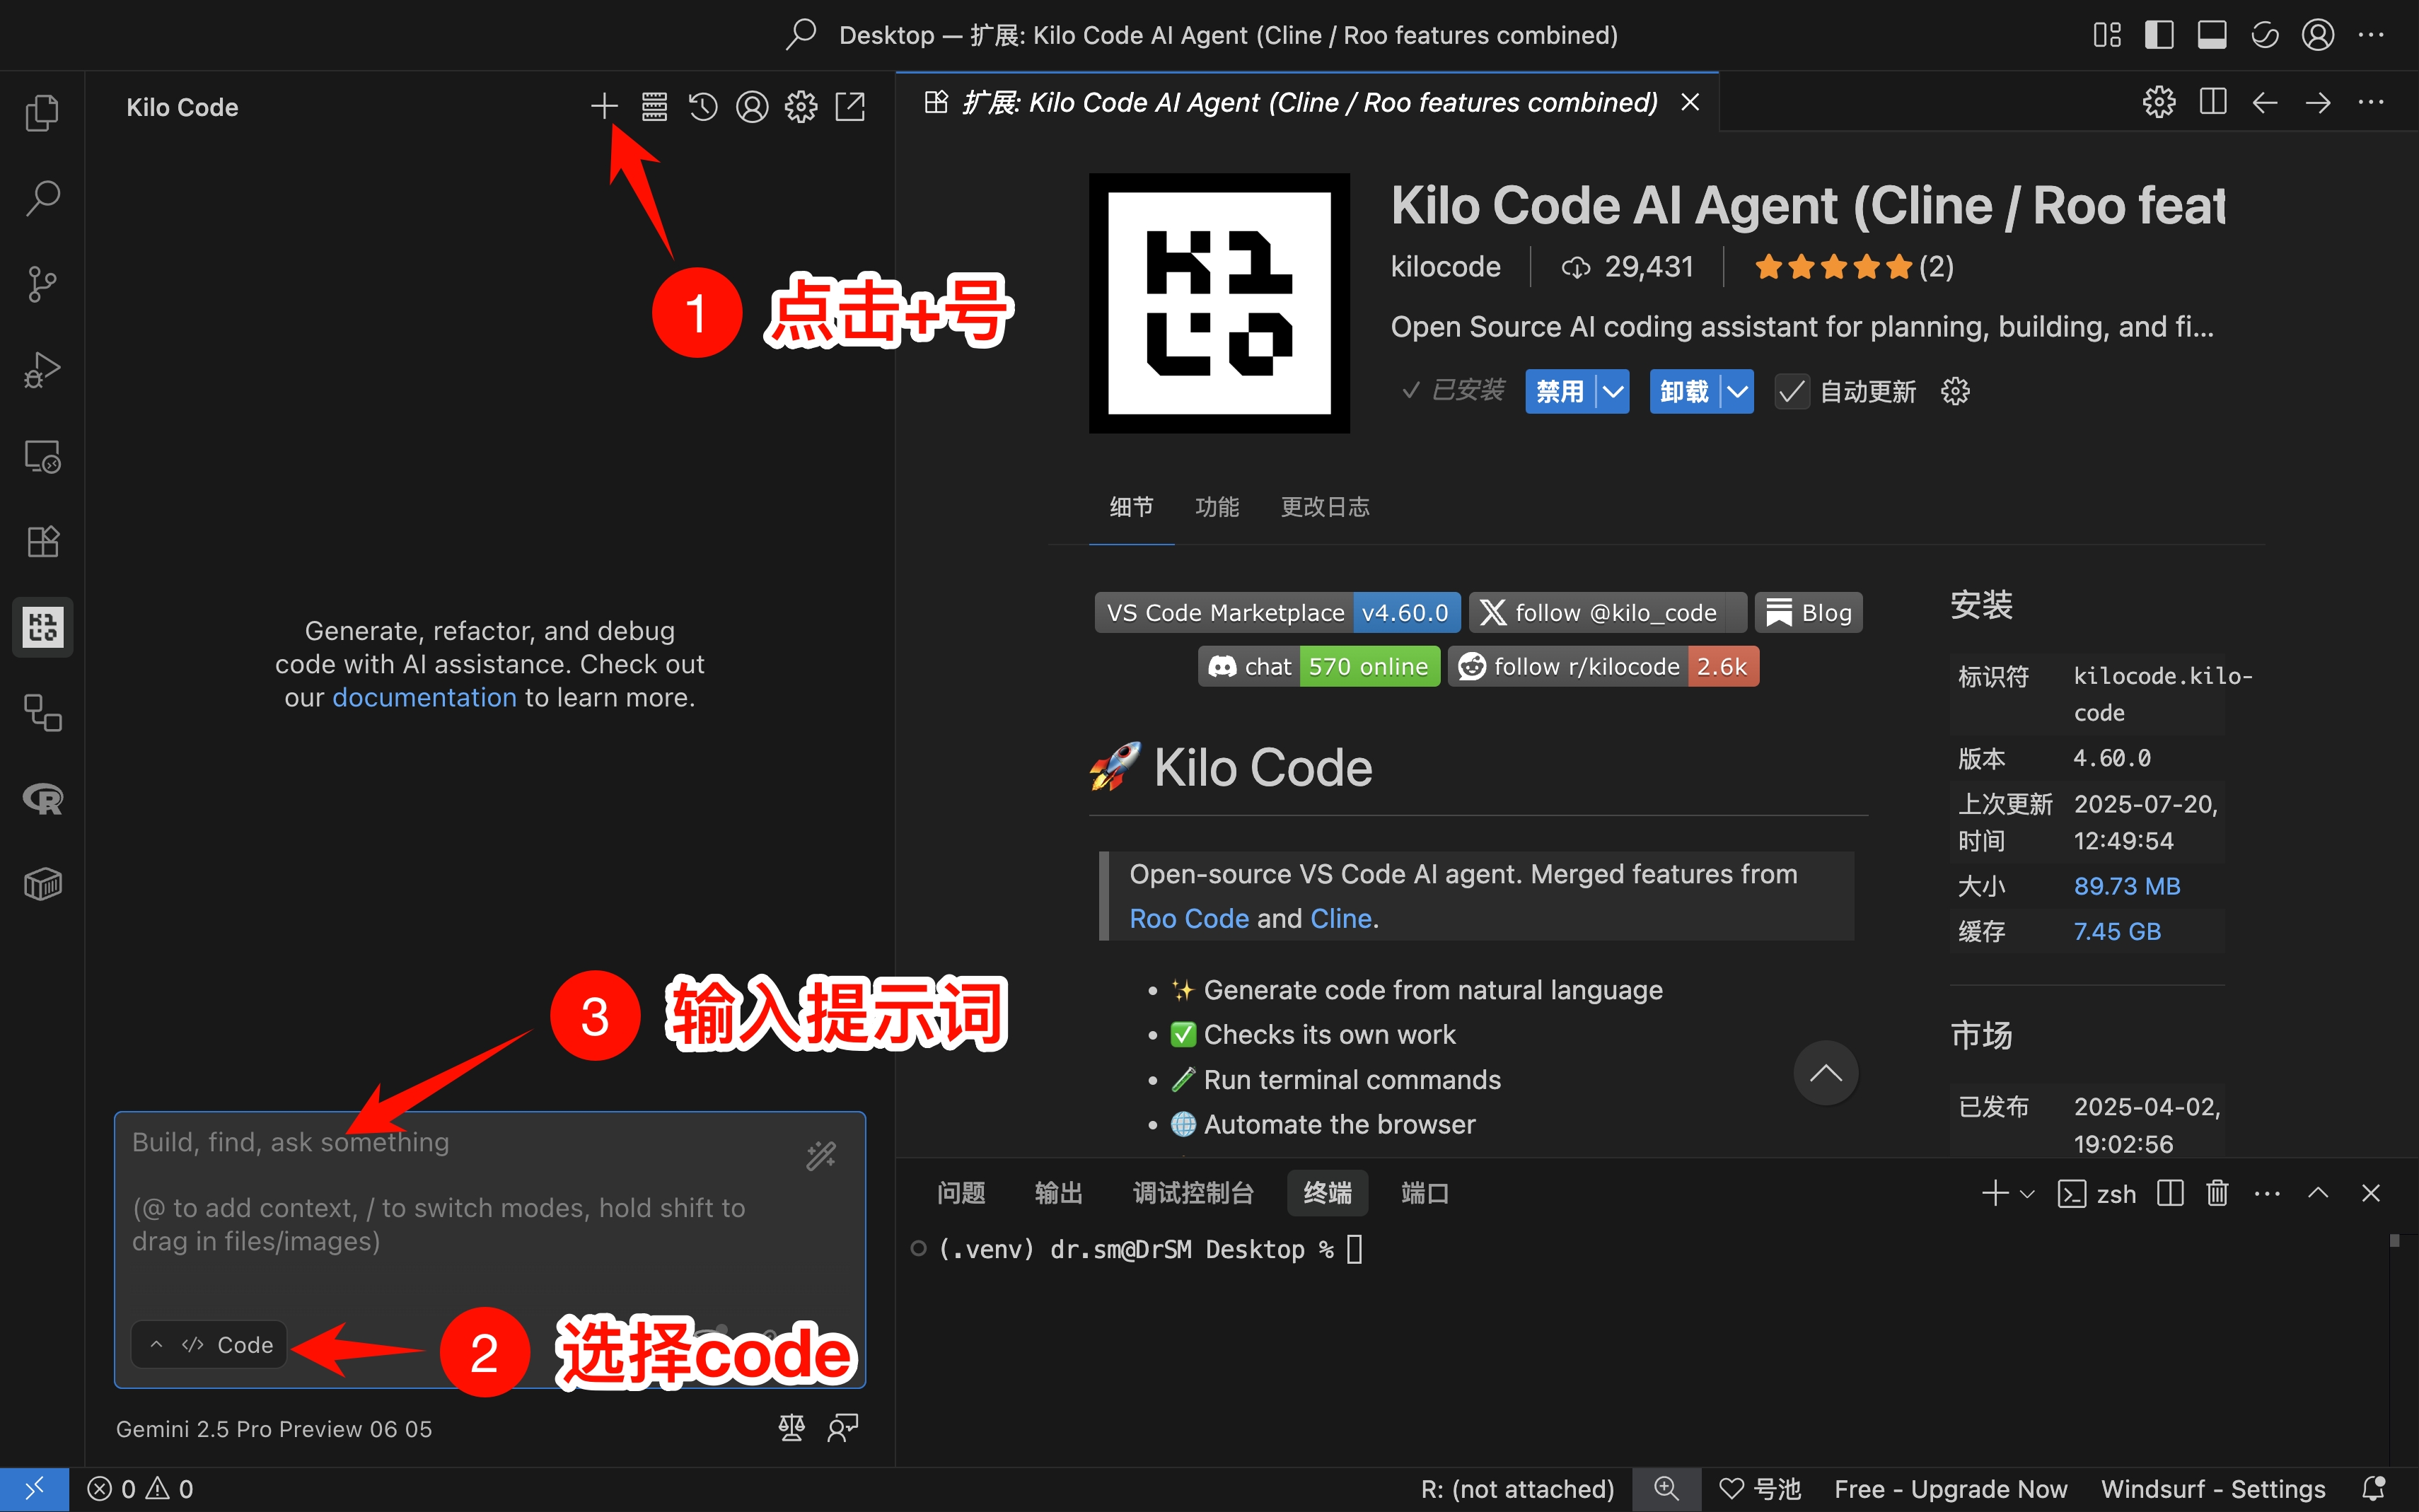 Desktop — 扩展: Kilo Code AI Agent (Cline / Roo features combined)
Kilo Code
扩展: Kilo Code AI Agent (Cline / Roo features combined)
1 点击+号
Generate, refactor, and debug
code with AI assistance. Check out
our documentation to learn more.
3 输入提示词
Build, find, ask something
(@ to add context, / to switch modes, hold shift to
drag in files/images)
Code
2 选择code
Gemini 2.5 Pro Preview 06 05
Kilo Code AI Agent (Cline / Roo feat
kilocode 29,431 (2)
Open Source AI coding assistant for planning, building, and fi...
已安装 禁用 卸载 自动更新
细节 功能 更改日志
VS Code Marketplace v4.60.0 follow @kilo_code Blog
chat 570 online follow r/kilocode 2.6k
🚀 Kilo Code
Open-source VS Code AI agent. Merged features from
Roo Code and Cline.
• ✨ Generate code from natural language
• ✅ Checks its own work
• 🧪 Run terminal commands
• 🌐 Automate the browser
安装
标识符 kilocode.kilo-
code
版本 4.60.0
上次更新 2025-07-20,
时间 12:49:54
大小 89.73 MB
缓存 7.45 GB
市场
已发布 2025-04-02,
19:02:56
问题 输出 调试控制台 终端 端口 zsh
(.venv) dr.sm@DrSM Desktop %
0 0 R: (not attached) 号池 Free - Upgrade Now Windsurf - Settings